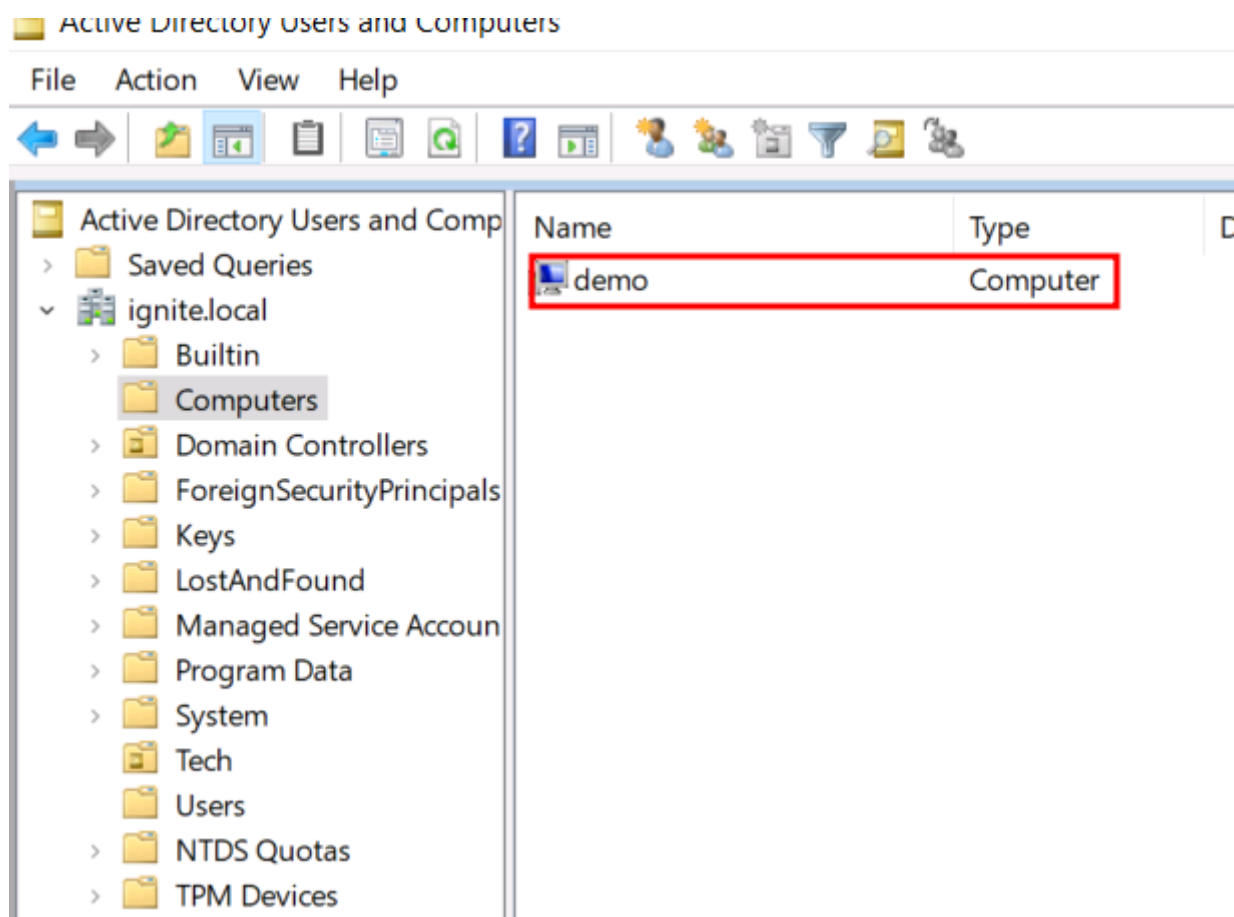 Active Directory Users and Computers
File Action View Help
Active Directory Users and Comp
Saved Queries
ignite.local
Builtin
Computers
Domain Controllers
ForeignSecurityPrincipals
Keys
LostAndFound
Managed Service Accoun
Program Data
System
Tech
Users
NTDS Quotas
TPM Devices
Name Type D
demo Computer